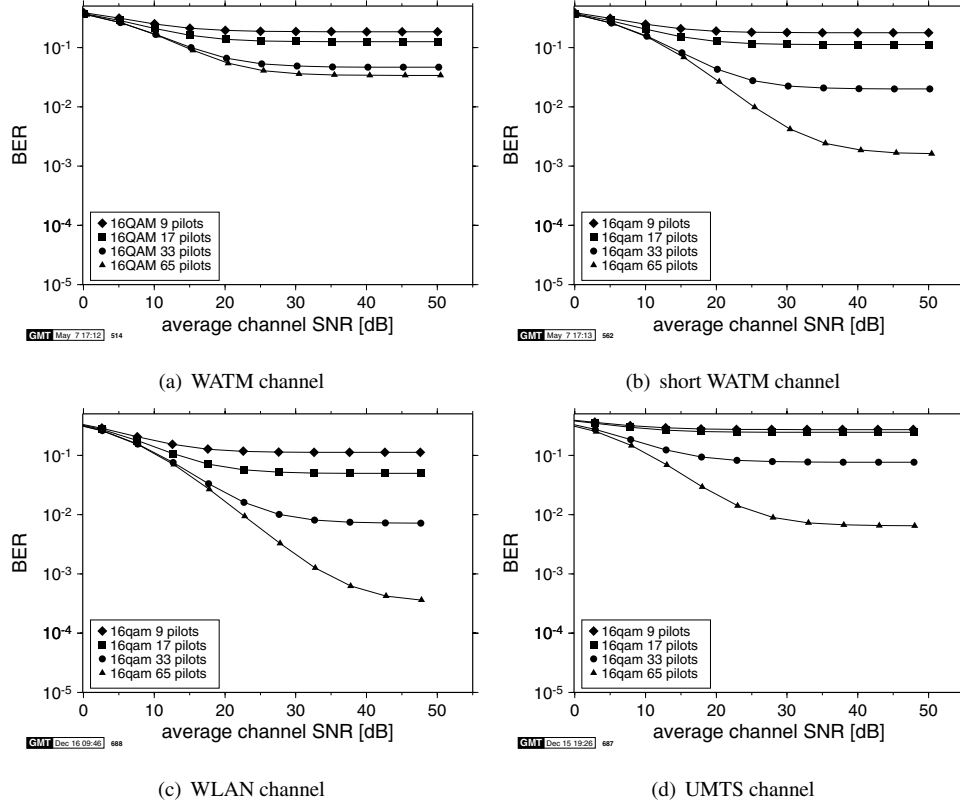 BER
10-1
10-2
10-3
10-4
10-5
16QAM 9 pilots
16QAM 17 pilots
16QAM 33 pilots
16QAM 65 pilots
0 10 20 30 40 50
average channel SNR [dB]
GMT May 7 17:12 514
(a) WATM channel
BER
10-1
10-2
10-3
10-4
10-5
16qam 9 pilots
16qam 17 pilots
16qam 33 pilots
16qam 65 pilots
0 10 20 30 40 50
average channel SNR [dB]
GMT May 7 17:13 562
(b) short WATM channel
BER
10-1
10-2
10-3
10-4
10-5
16qam 9 pilots
16qam 17 pilots
16qam 33 pilots
16qam 65 pilots
0 10 20 30 40 50
average channel SNR [dB]
GMT Dec 16 09:46 688
(c) WLAN channel
BER
10-1
10-2
10-3
10-4
10-5
16qam 9 pilots
16qam 17 pilots
16qam 33 pilots
16qam 65 pilots
0 10 20 30 40 50
average channel SNR [dB]
GMT Dec 15 19:26 687
(d) UMTS channel